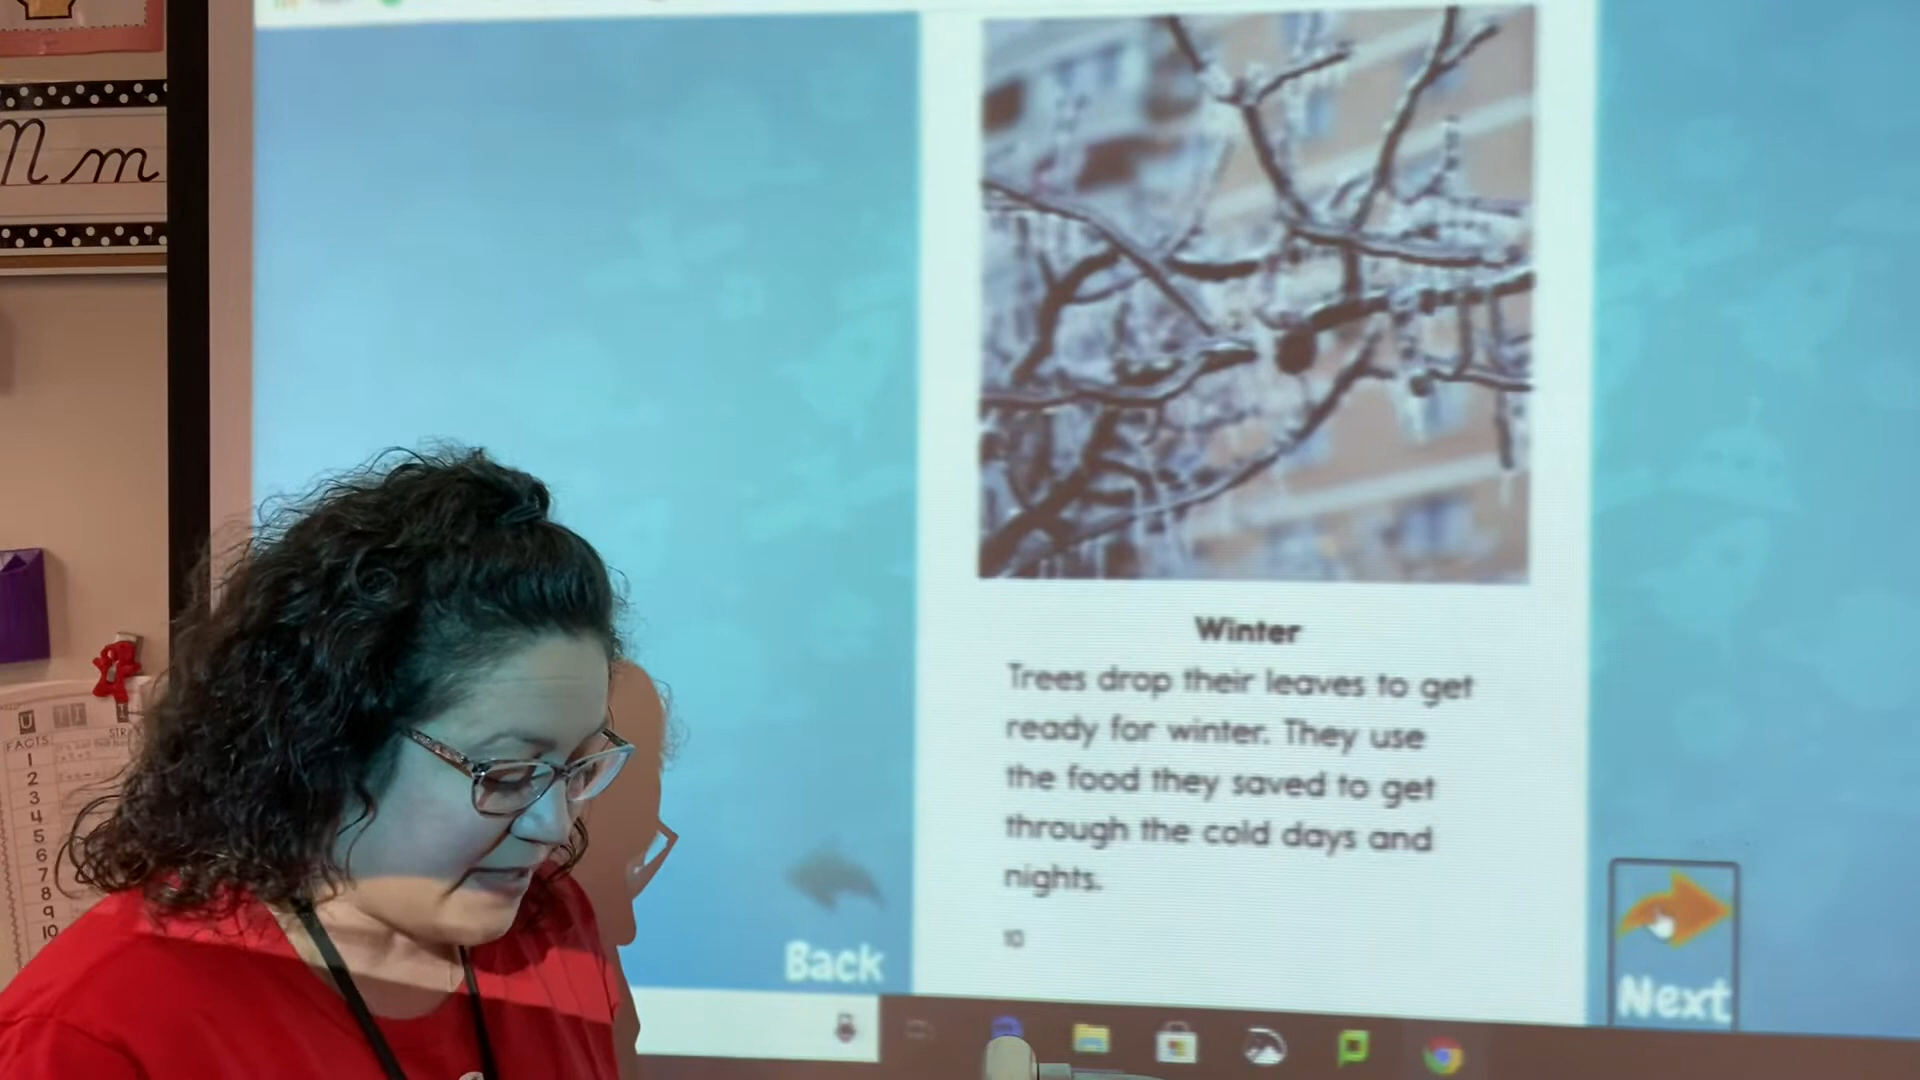 N m
U
FACTS
STR
1
2
3
4
5
6
7
8
9
10
Winter
Trees drop their leaves to get
ready for winter. They use
the food they saved to get
through the cold days and
nights.
10
Back
Next